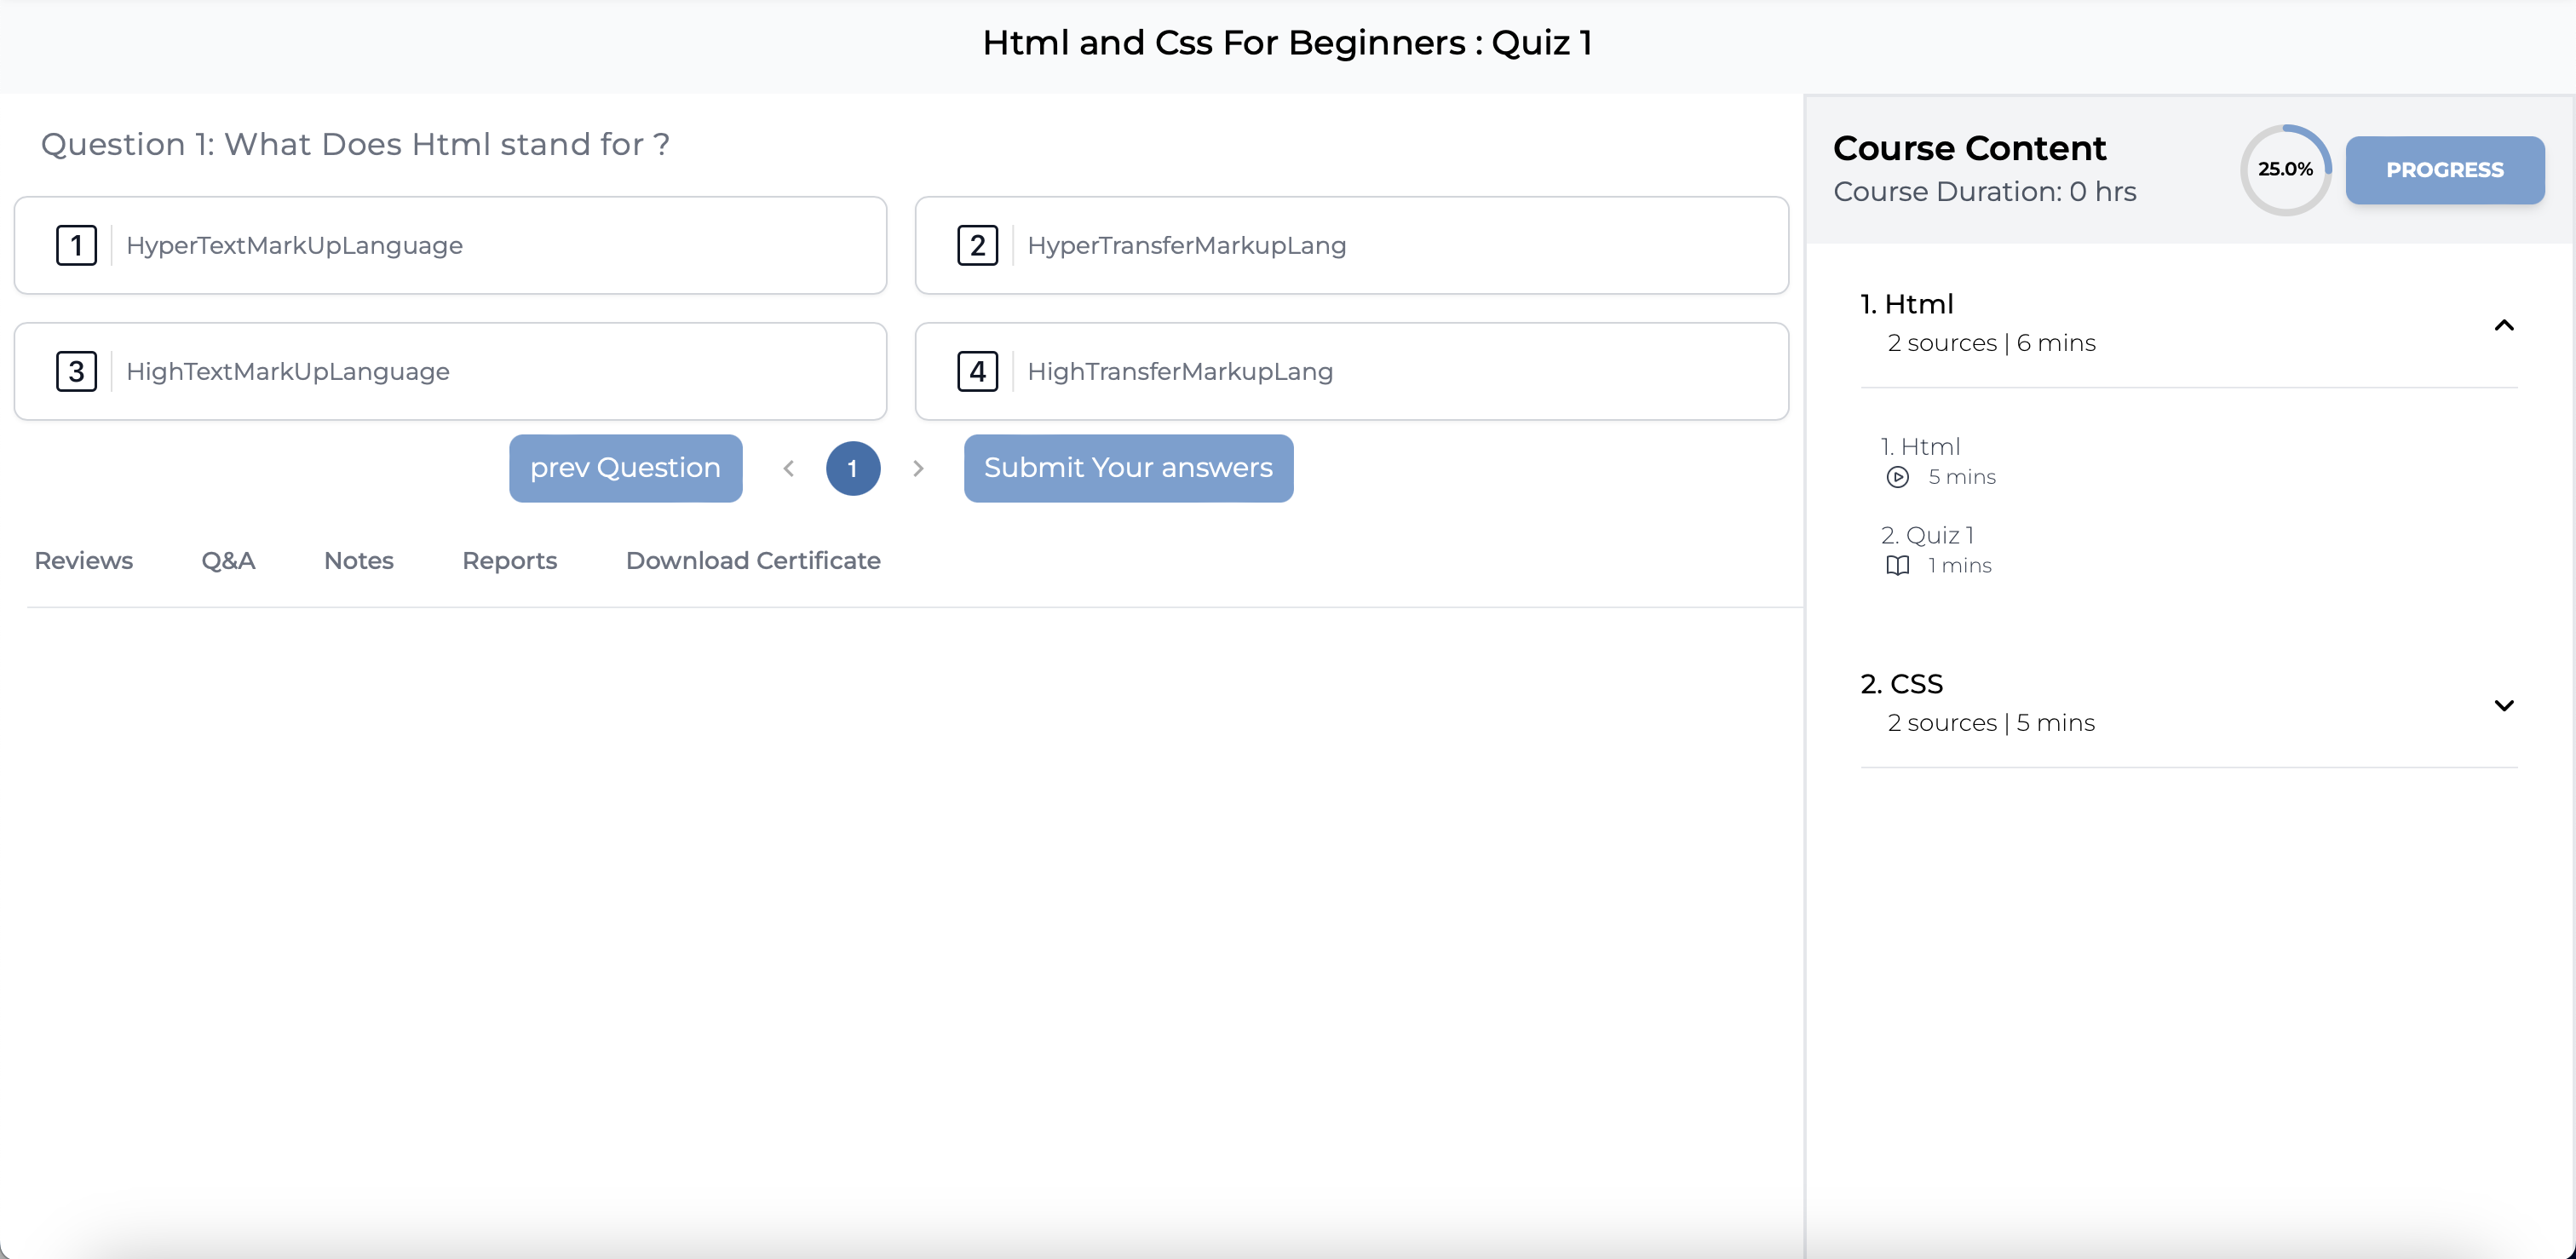 Html and Css For Beginners : Quiz 1
Question 1: What Does Html stand for ?
1 HyperTextMarkUpLanguage
2 HyperTransferMarkupLang
3 HighTextMarkUpLanguage
4 HighTransferMarkupLang
prev Question
1
Submit Your answers
Reviews Q&A Notes Reports Download Certificate
Course Content
Course Duration: 0 hrs
25.0%
PROGRESS
1. Html
2 sources | 6 mins
1. Html
5 mins
2. Quiz 1
1 mins
2. CSS
2 sources | 5 mins